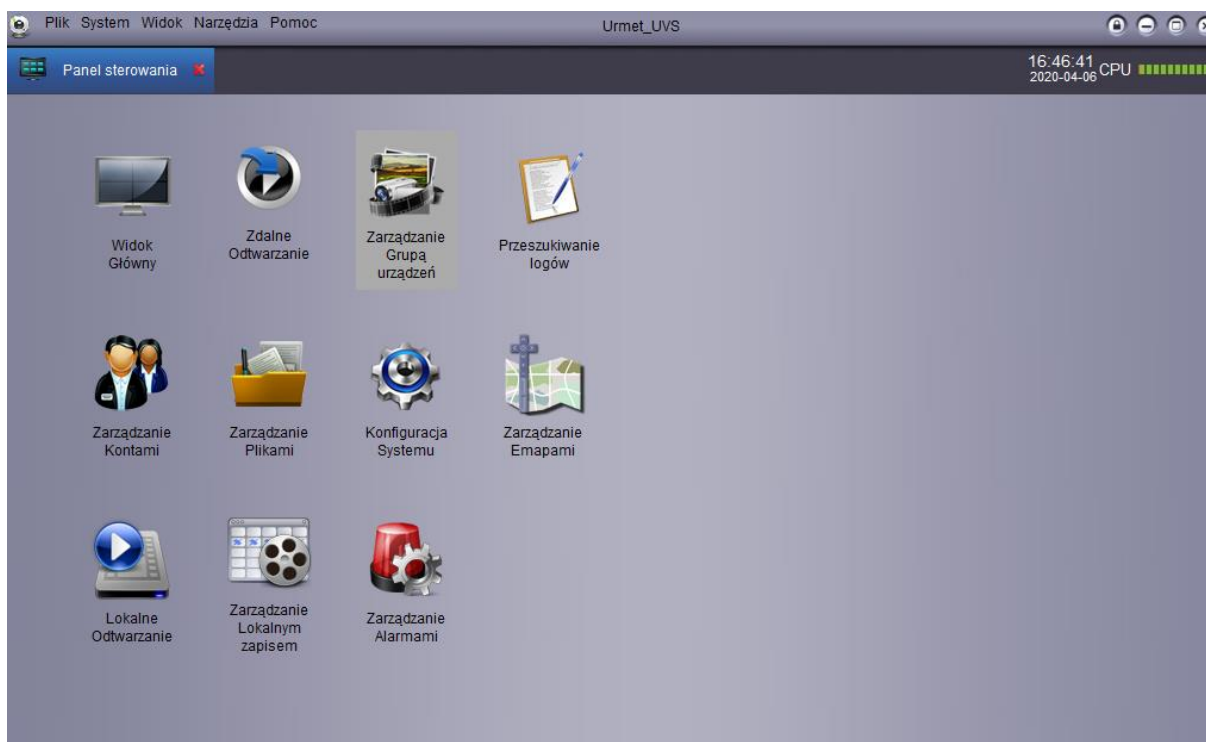 Plik System Widok Narzędzia Pomoc
Urmet_UVS
Panel sterowania
16:46:41
2020-04-06
CPU
Widok
Główny
Zdalne
Odtwarzanie
Zarządzanie
Grupą
urządzeń
Przeszukiwanie
logów
Zarządzanie
Kontami
Zarządzanie
Plikami
Konfiguracja
Systemu
Zarządzanie
Emapami
Lokalne
Odtwarzanie
Zarządzanie
Lokalnym
zapisem
Zarządzanie
Alarmami